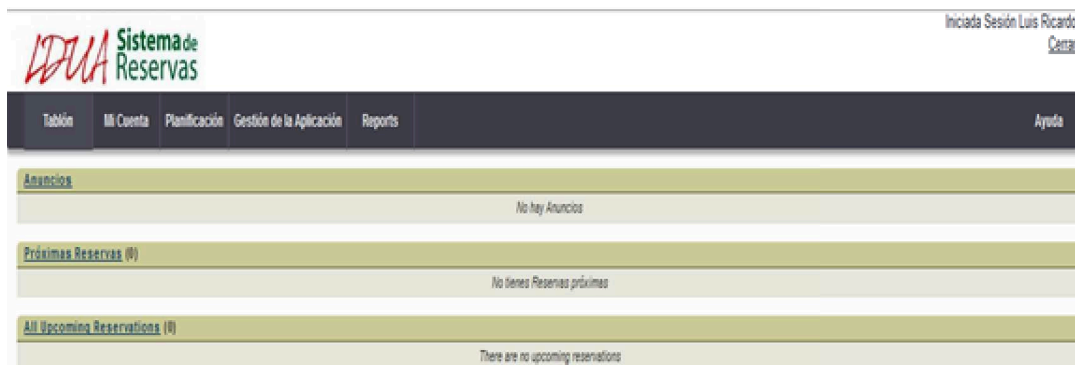 Iniciada Sesión Luis Ricardo
Cerrar
LDUA Sistema de
Reservas
Tablón Mi Cuenta Planificación Gestión de la Aplicación Reports Ayuda
Anuncios
No hay Anuncios
Próximas Reservas (0)
No tienes Reservas próximas
All Upcoming Reservations (0)
There are no upcoming reservations